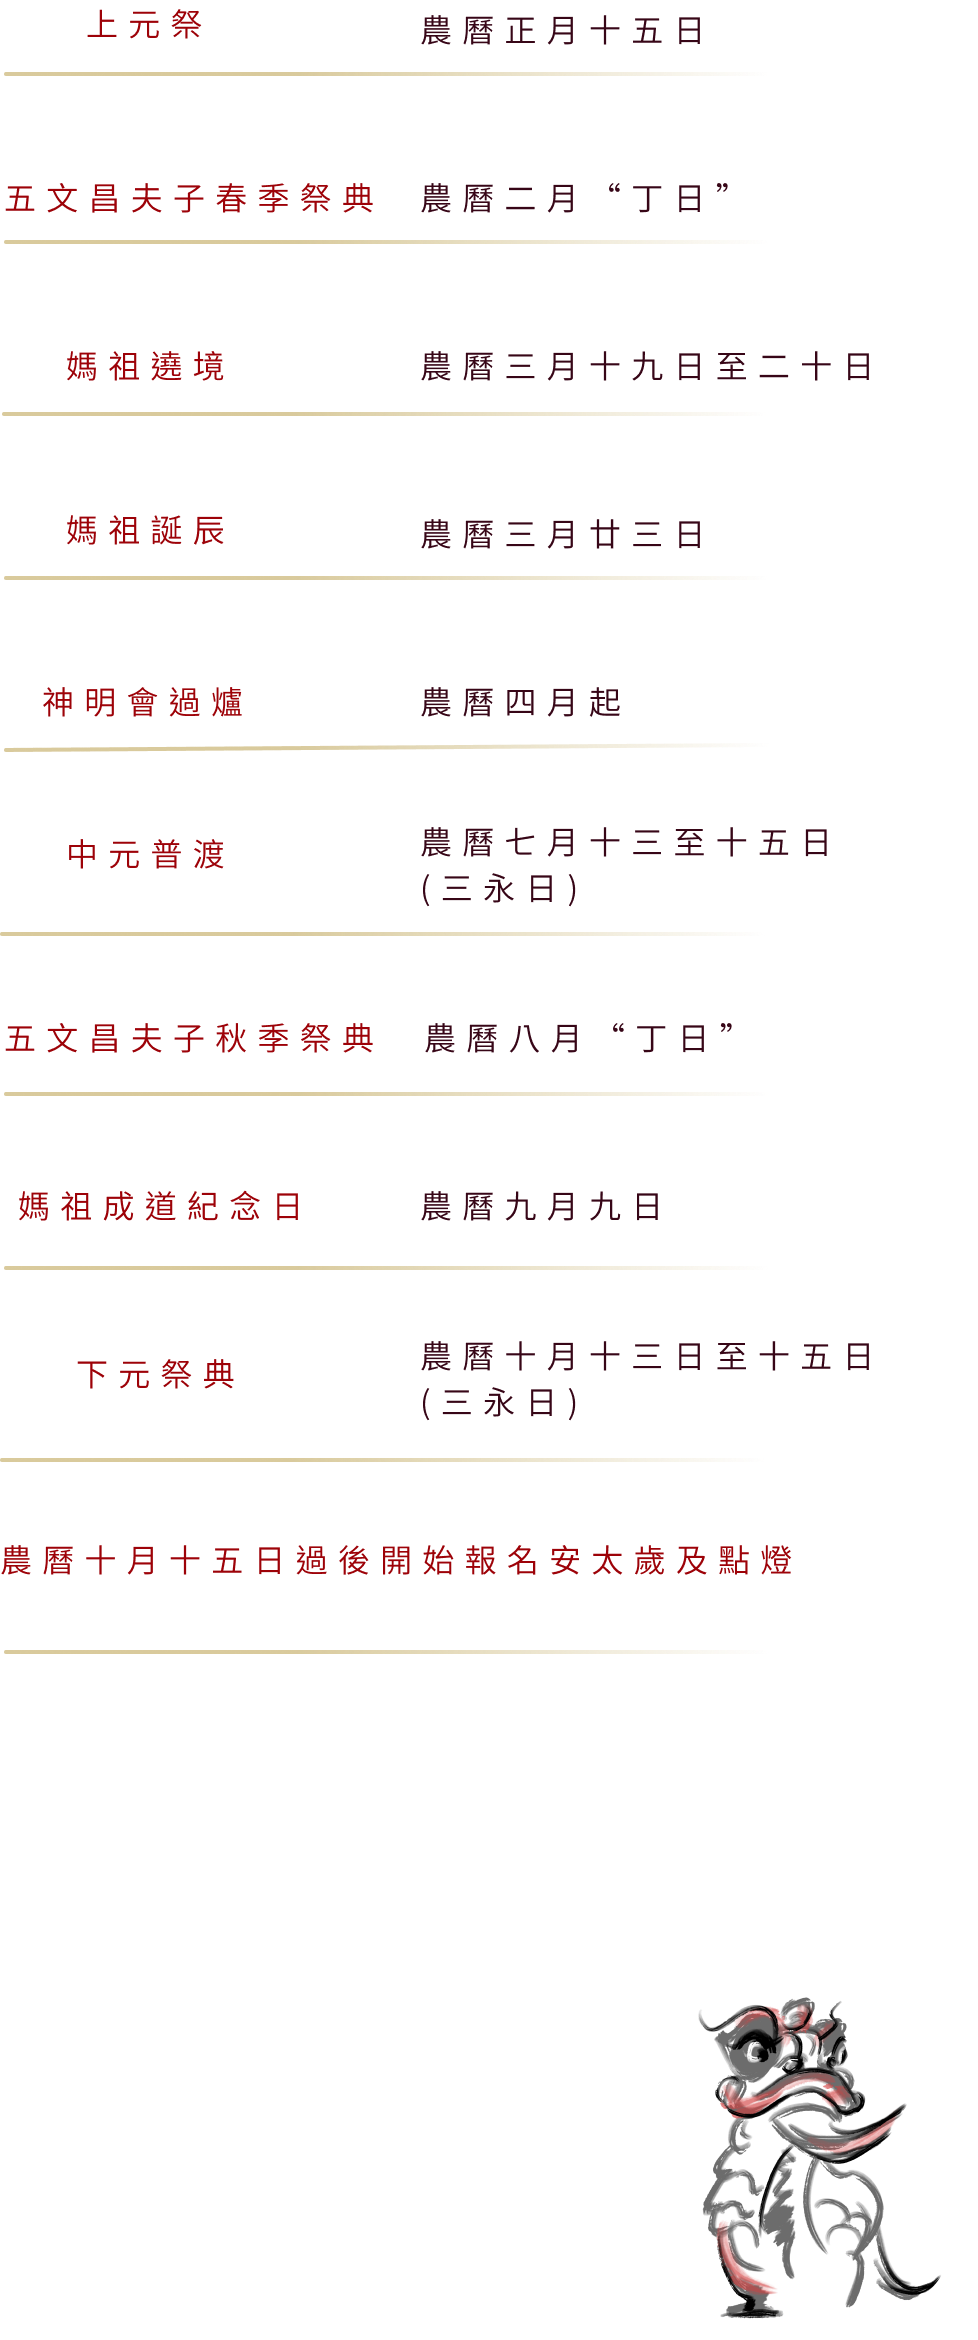 上元祭 農曆正月十五日
五文昌夫子春季祭典 農曆二月“丁日”
媽祖遶境 農曆三月十九日至二十日
媽祖誕辰 農曆三月廿三日
神明會過爐 農曆四月起
中元普渡 農曆七月十三至十五日
(三永日)
五文昌夫子秋季祭典 農曆八月“丁日”
媽祖成道紀念日 農曆九月九日
下元祭典 農曆十月十三日至十五日
(三永日)
農曆十月十五日過後開始報名安太歲及點燈